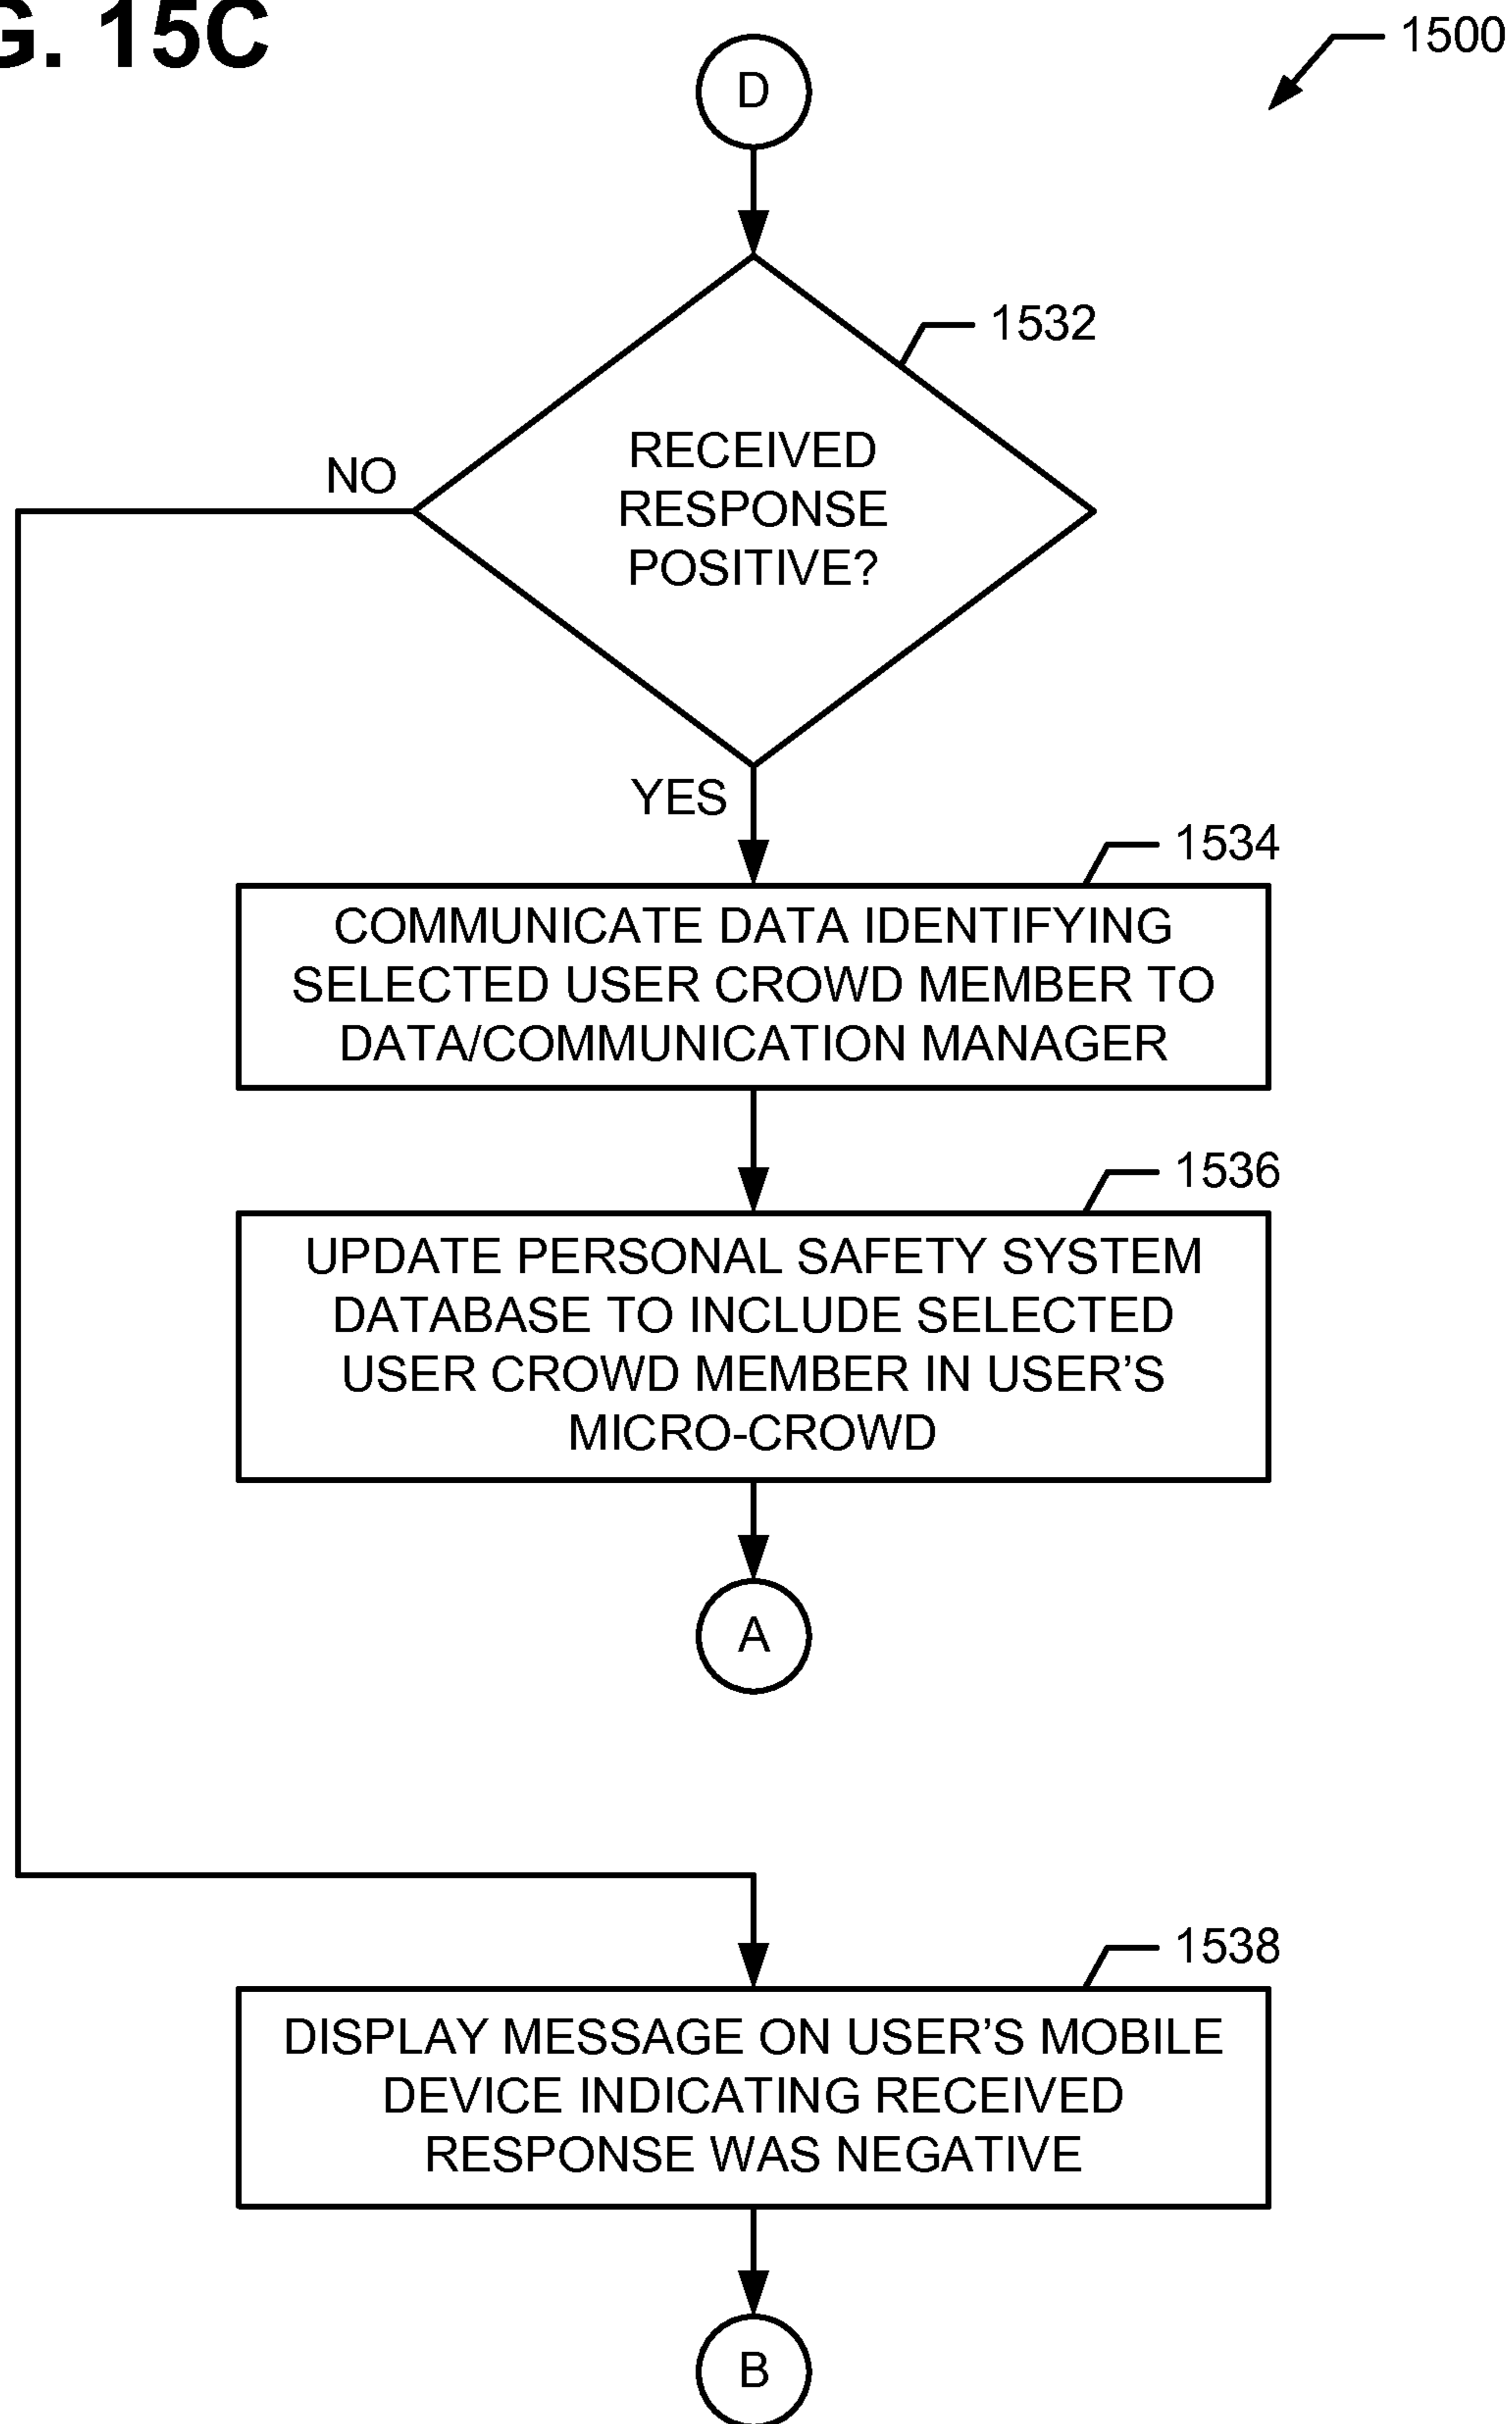 G. 15C
1500
D
1532
RECEIVED
RESPONSE
POSITIVE?
NO
YES
1534
COMMUNICATE DATA IDENTIFYING
SELECTED USER CROWD MEMBER TO
DATA/COMMUNICATION MANAGER
1536
UPDATE PERSONAL SAFETY SYSTEM
DATABASE TO INCLUDE SELECTED
USER CROWD MEMBER IN USER’S
MICRO-CROWD
A
1538
DISPLAY MESSAGE ON USER’S MOBILE
DEVICE INDICATING RECEIVED
RESPONSE WAS NEGATIVE
B